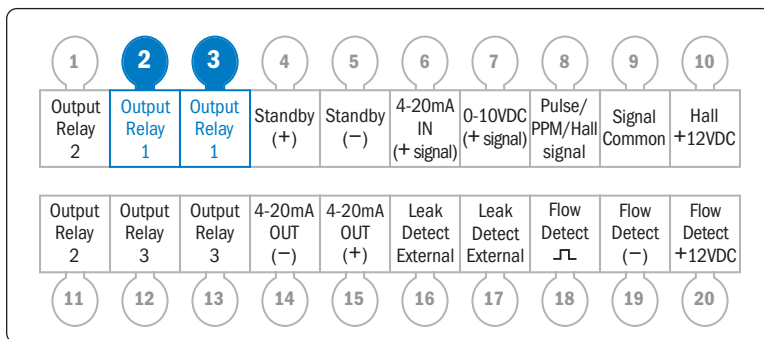 1 2 3 4 5 6 7 8 9 10
Output Relay 2
Output Relay 1
Output Relay 1
Standby (+)
Standby (−)
4-20mA IN (+ signal)
0-10VDC (+ signal)
Pulse/ PPM/Hall signal
Signal Common
Hall +12VDC
Output Relay 2
Output Relay 3
Output Relay 3
4-20mA OUT (−)
4-20mA OUT (+)
Leak Detect External
Leak Detect External
Flow Detect
Flow Detect (−)
Flow Detect +12VDC
11 12 13 14 15 16 17 18 19 20